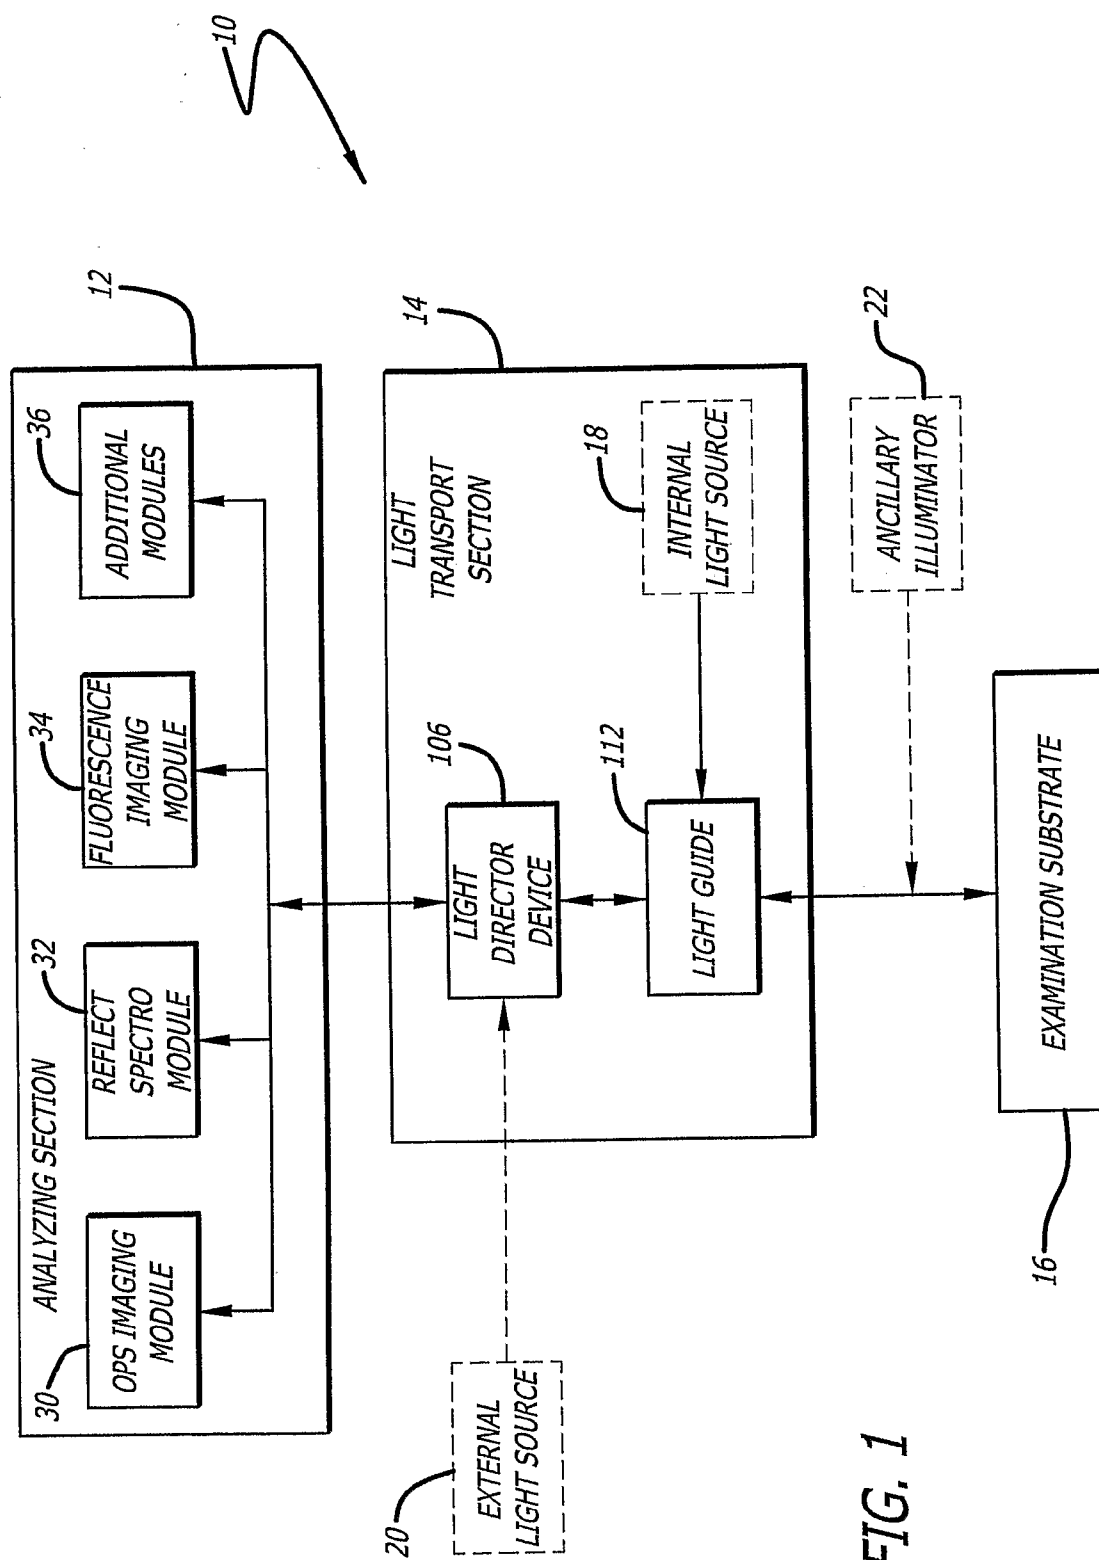 10
12
ANALYZING SECTION
30
OPS IMAGING
MODULE
32
REFLECT
SPECTRO
MODULE
34
FLUORESCENCE
IMAGING
MODULE
36
ADDITIONAL
MODULES
14
LIGHT
TRANSPORT
SECTION
20
EXTERNAL
LIGHT SOURCE
106
LIGHT
DIRECTOR
DEVICE
112
LIGHT GUIDE
18
INTERNAL
LIGHT SOURCE
22
ANCILLARY
ILLUMINATOR
16
EXAMINATION SUBSTRATE
FIG. 1